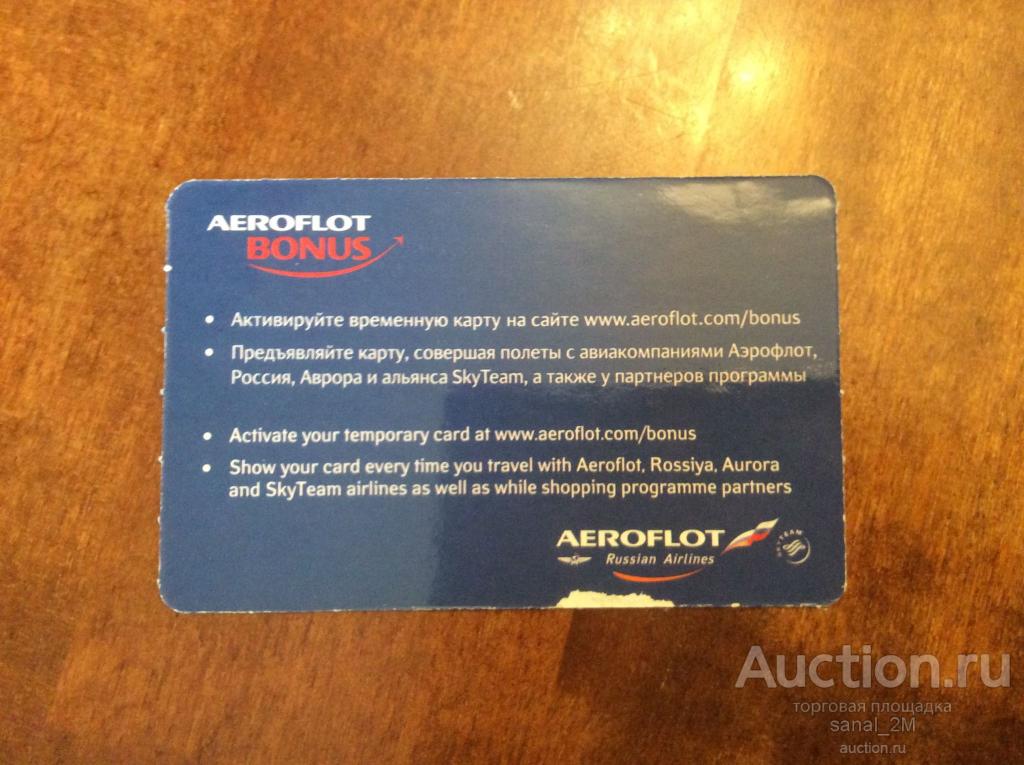 AEROFLOT
BONUS
• Активируйте временную карту на сайте www.aeroflot.com/bonus
• Предъявляйте карту, совершая полеты с авиакомпаниями Аэрофлот,
Россия, Аврора и альянса SkyTeam, а также у партнеров программы
• Activate your temporary card at www.aeroflot.com/bonus
• Show your card every time you travel with Aeroflot, Rossiya, Aurora
and SkyTeam airlines as well as while shopping programme partners
AEROFLOT
Russian Airlines
SKYTEAM
Auction.ru
торговая площадка
sanal_2M
auction.ru